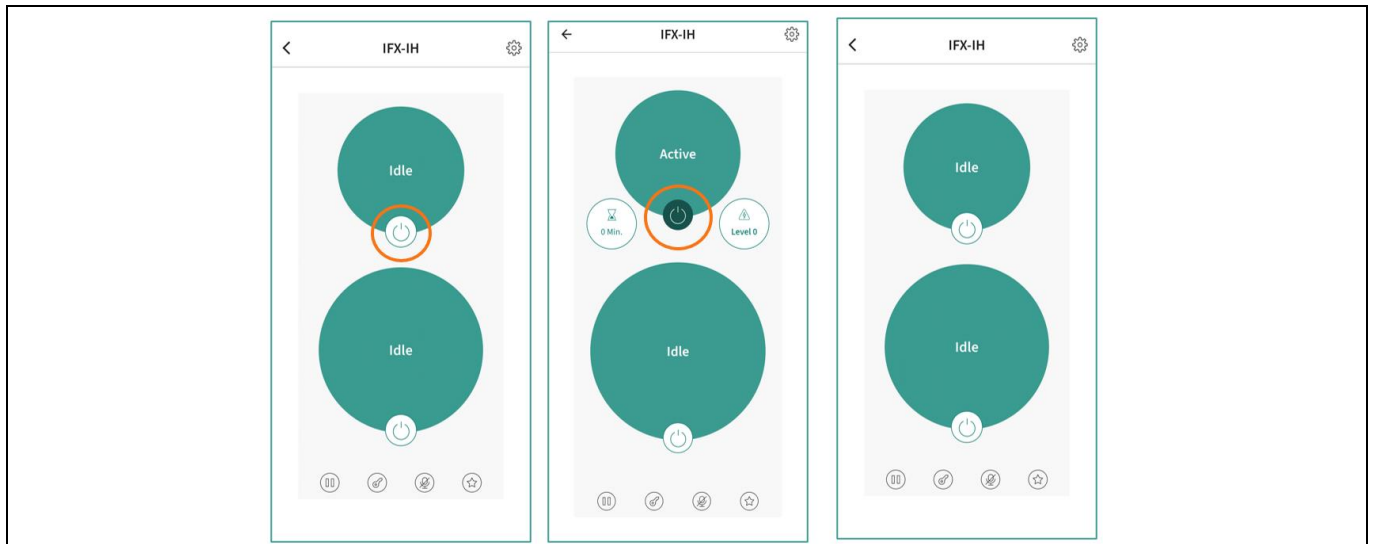 IFX-IH
Idle
Idle
IFX-IH
Active
0 Min.
Level 0
Idle
IFX-IH
Idle
Idle